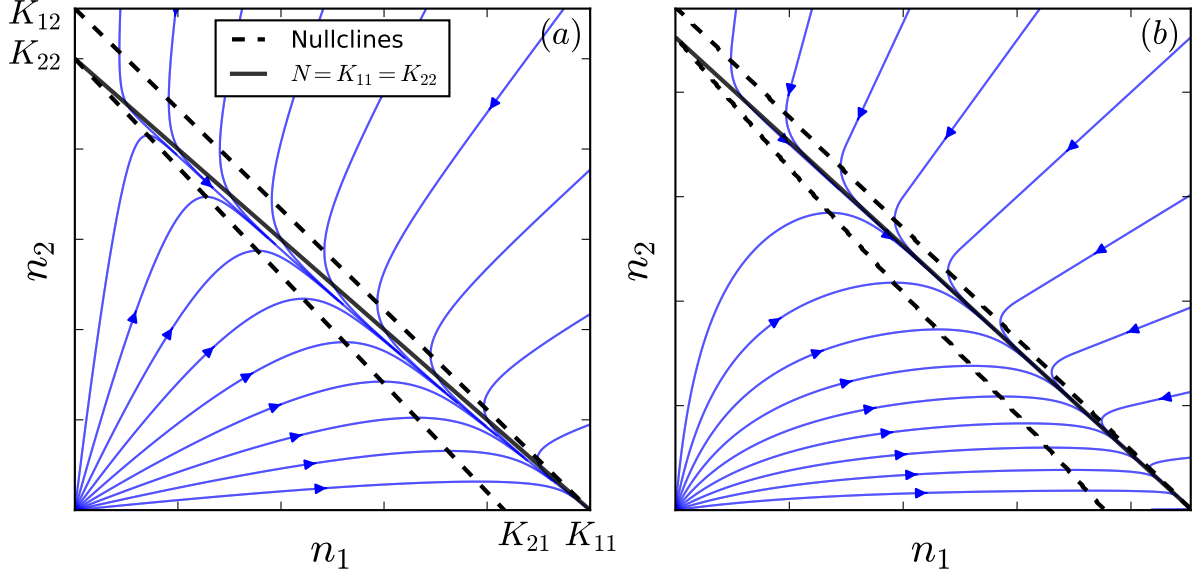 K₁₂
K₂₂
Nullclines
N = K₁₁ = K₂₂
(a)
n₂
K₂₁ K₁₁
n₁
(b)
n₂
n₁